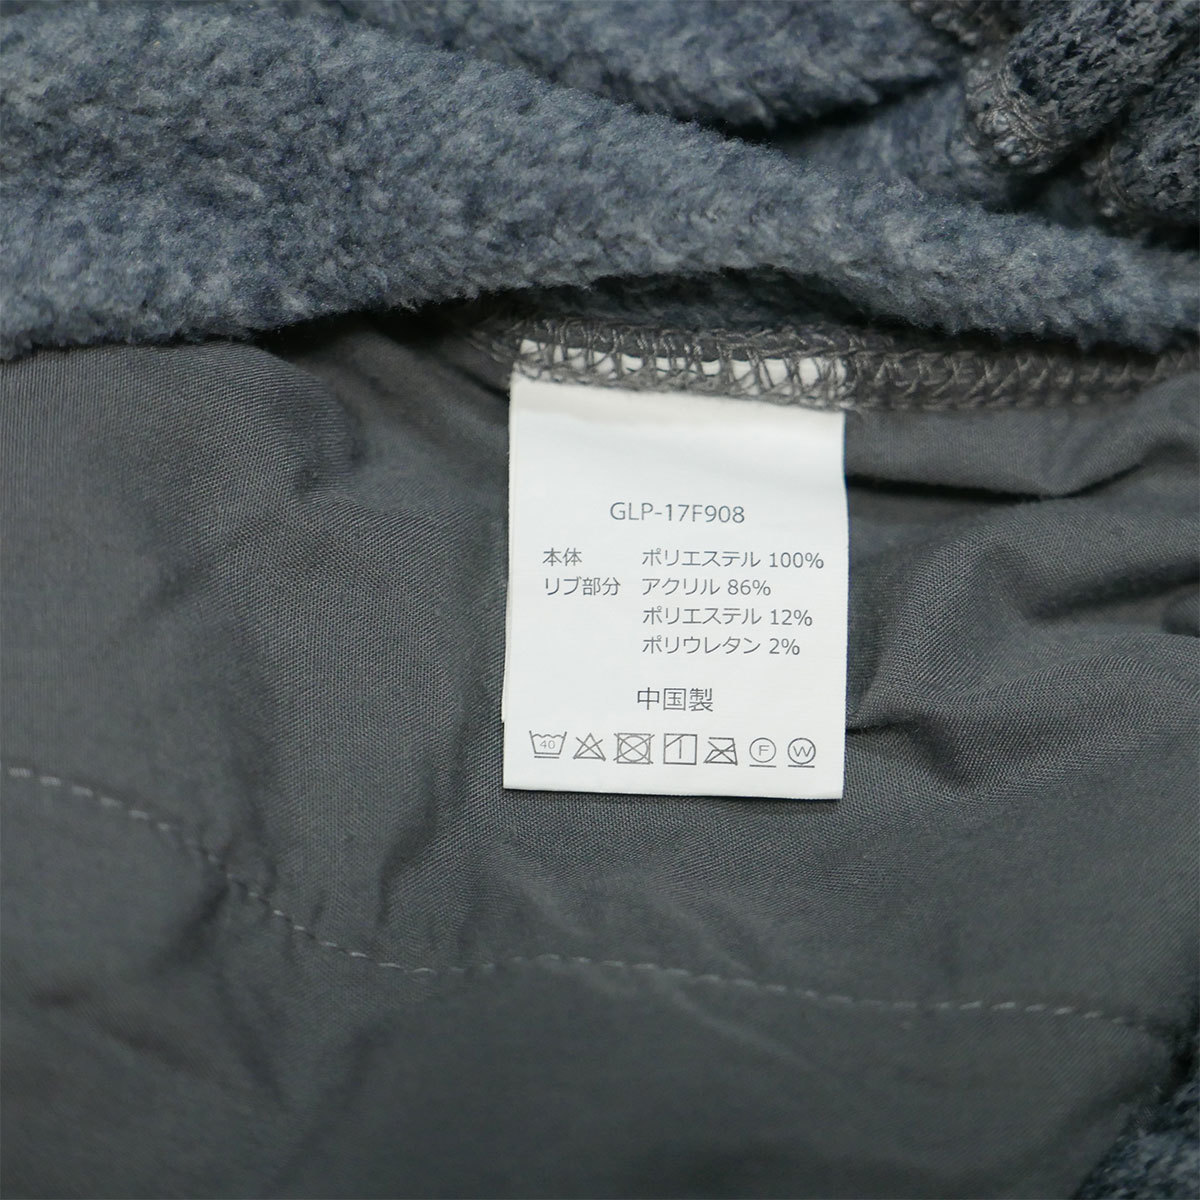 GLP-17F908
本体 ポリエステル 100%
リブ部分 アクリル 86%
ポリエステル 12%
ポリウレタン 2%
中国製
40 F W